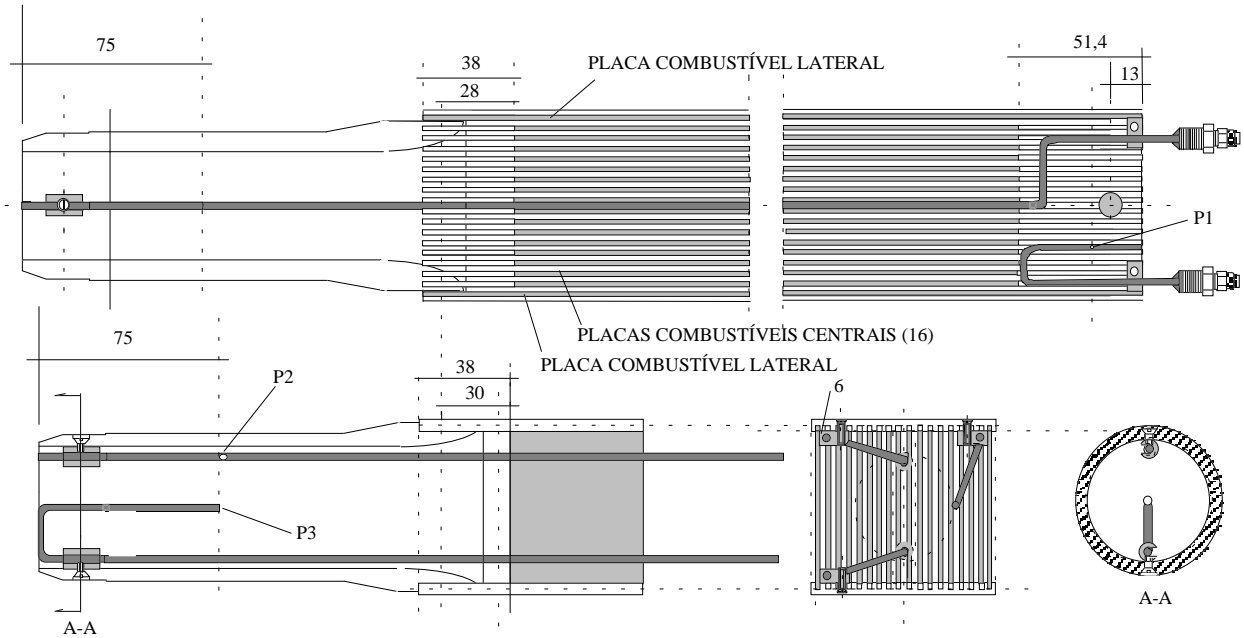 75
38
PLACA COMBUSTÍVEL LATERAL
28
51,4
13
P1
PLACAS COMBUSTÍVEIS CENTRAIS (16)
PLACA COMBUSTÍVEL LATERAL
75
38
30
P2
6
P3
A-A
A-A